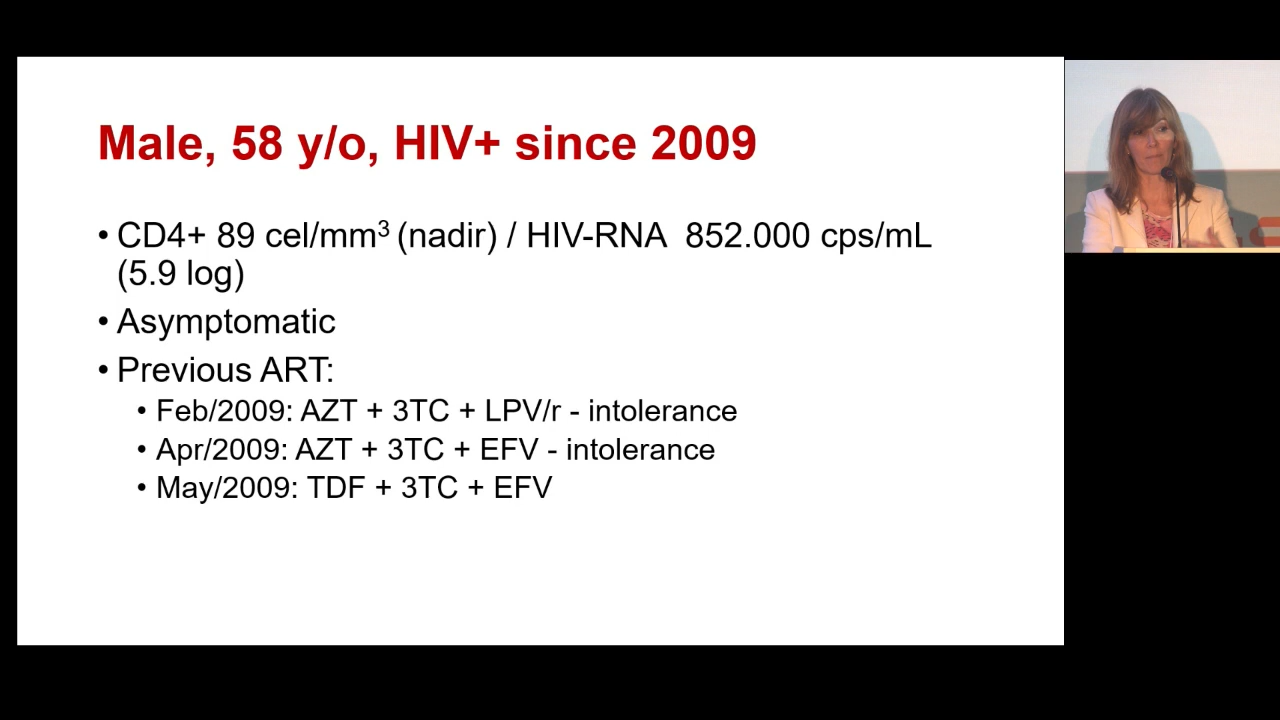 Male, 58 y/o, HIV+ since 2009
• CD4+ 89 cel/mm³ (nadir) / HIV-RNA 852.000 cps/mL
(5.9 log)
• Asymptomatic
• Previous ART:
• Feb/2009: AZT + 3TC + LPV/r - intolerance
• Apr/2009: AZT + 3TC + EFV - intolerance
• May/2009: TDF + 3TC + EFV